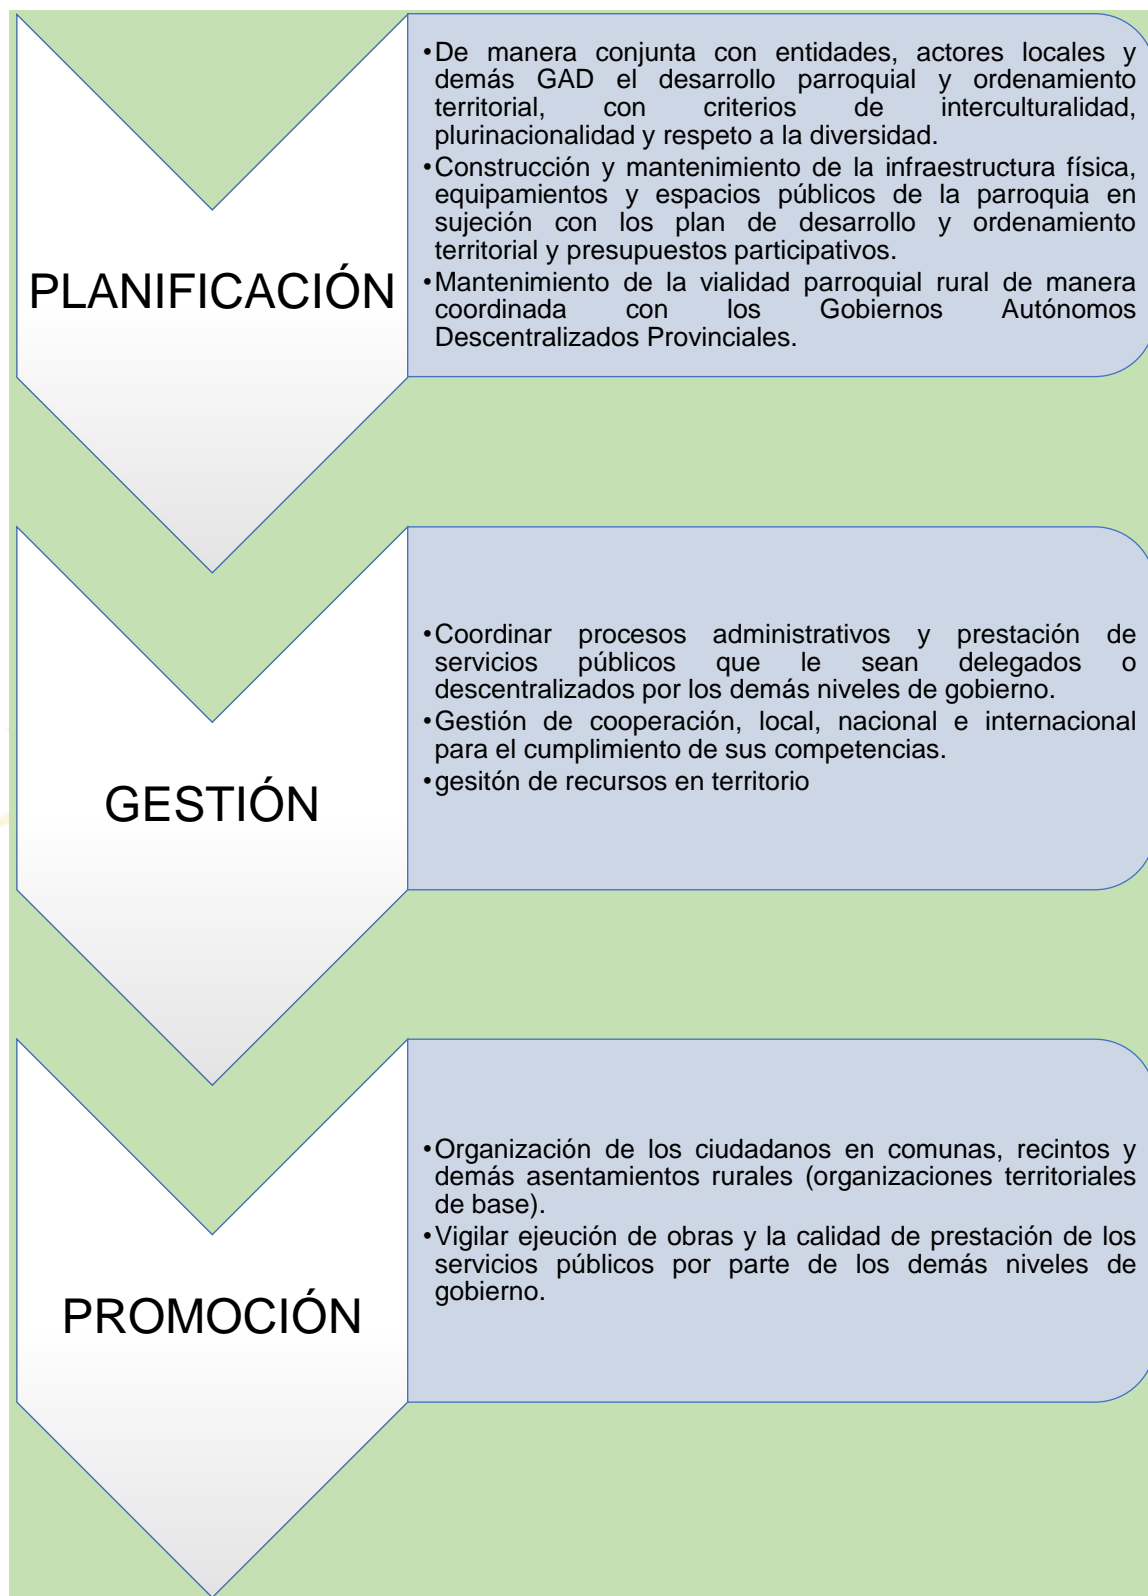 PLANIFICACIÓN
•De manera conjunta con entidades, actores locales y
demás GAD el desarrollo parroquial y ordenamiento
territorial, con criterios de interculturalidad,
plurinacionalidad y respeto a la diversidad.
•Construcción y mantenimiento de la infraestructura física,
equipamientos y espacios públicos de la parroquia en
sujeción con los plan de desarrollo y ordenamiento
territorial y presupuestos participativos.
•Mantenimiento de la vialidad parroquial rural de manera
coordinada con los Gobiernos Autónomos
Descentralizados Provinciales.
GESTIÓN
•Coordinar procesos administrativos y prestación de
servicios públicos que le sean delegados o
descentralizados por los demás niveles de gobierno.
•Gestión de cooperación, local, nacional e internacional
para el cumplimiento de sus competencias.
•gesitón de recursos en territorio
PROMOCIÓN
•Organización de los ciudadanos en comunas, recintos y
demás asentamientos rurales (organizaciones territoriales
de base).
•Vigilar ejeución de obras y la calidad de prestación de los
servicios públicos por parte de los demás niveles de
gobierno.